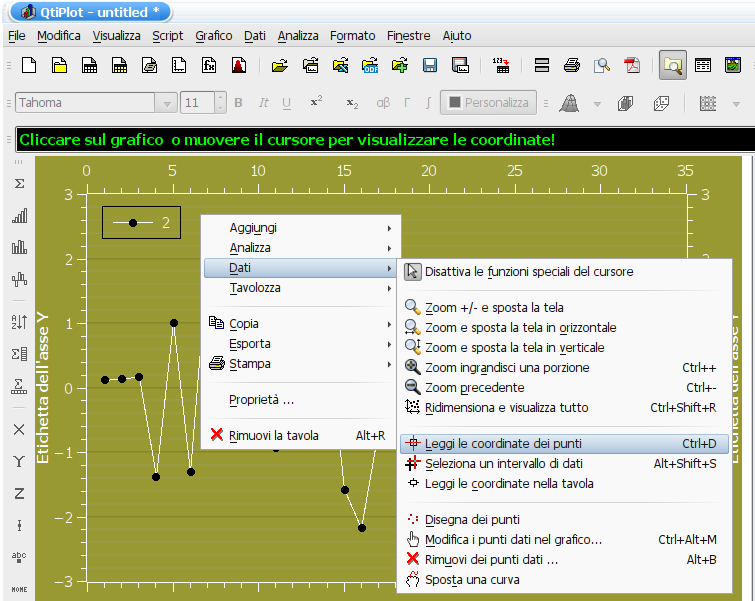 QtiPlot - untitled *
File Modifica Visualizza Script Grafico Dati Analizza Formato Finestre Aiuto
Tahoma 11 B It U x² x₂ αβ Γ ∫ Personalizza
Cliccare sul grafico o muovere il cursore per visualizzare le coordinate!
0 5 10 15 20 25 30 35
3 3
2
2 2
1
0
−1
−2
−3
Etichetta dell'asse Y
Aggiungi
Analizza
Dati
Tavolozza
Copia
Esporta
Stampa
Proprietà ...
Rimuovi la tavola Alt+R
Disattiva le funzioni speciali del cursore
Zoom +/- e sposta la tela
Zoom e sposta la tela in orizzontale
Zoom e sposta la tela in verticale
Zoom ingrandisci una porzione Ctrl++
Zoom precedente Ctrl+-
Ridimensiona e visualizza tutto Ctrl+Shift+R
Leggi le coordinate dei punti Ctrl+D
Seleziona un intervallo di dati Alt+Shift+S
Leggi le coordinate nella tavola
Disegna dei punti
Modifica i punti dati nel grafico... Ctrl+Alt+M
Rimuovi dei punti dati ... Alt+B
Sposta una curva
Σ
X
Y
Z
abc
NONE